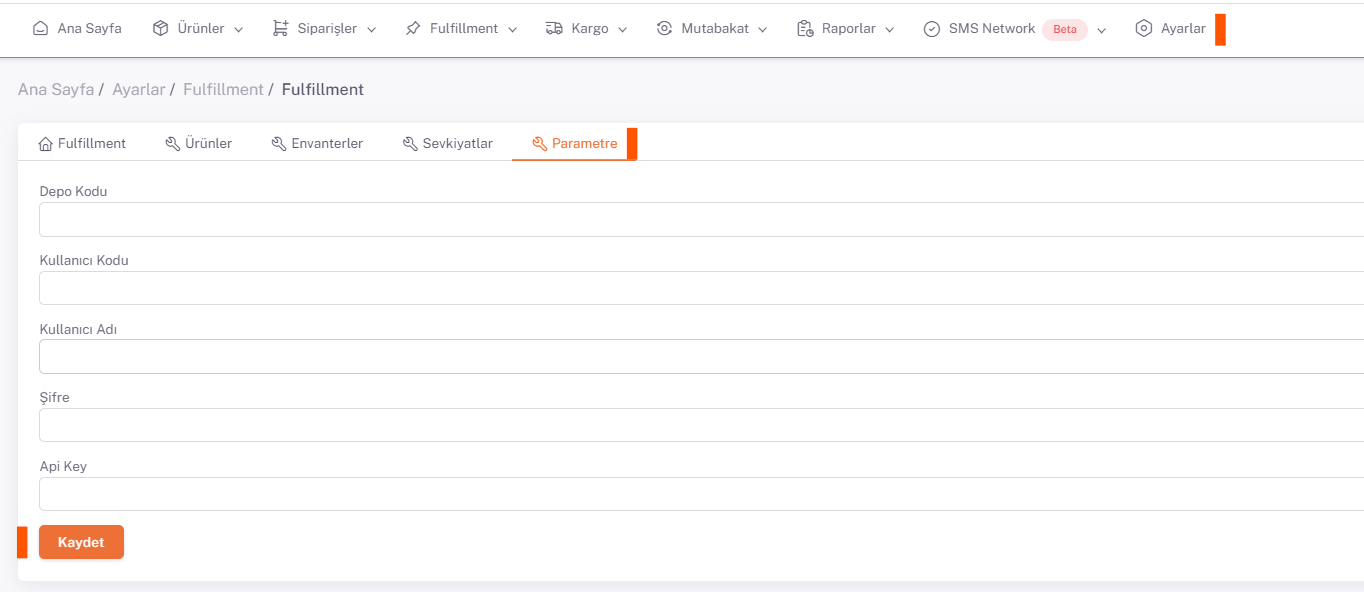 Ana Sayfa Ürünler Siparişler Fulfillment Kargo Mutabakat Raporlar SMS Network Beta Ayarlar
Ana Sayfa / Ayarlar / Fulfillment / Fulfillment
Fulfillment Ürünler Envanterler Sevkiyatlar Parametre
Depo Kodu
Kullanıcı Kodu
Kullanıcı Adı
Şifre
Api Key
Kaydet